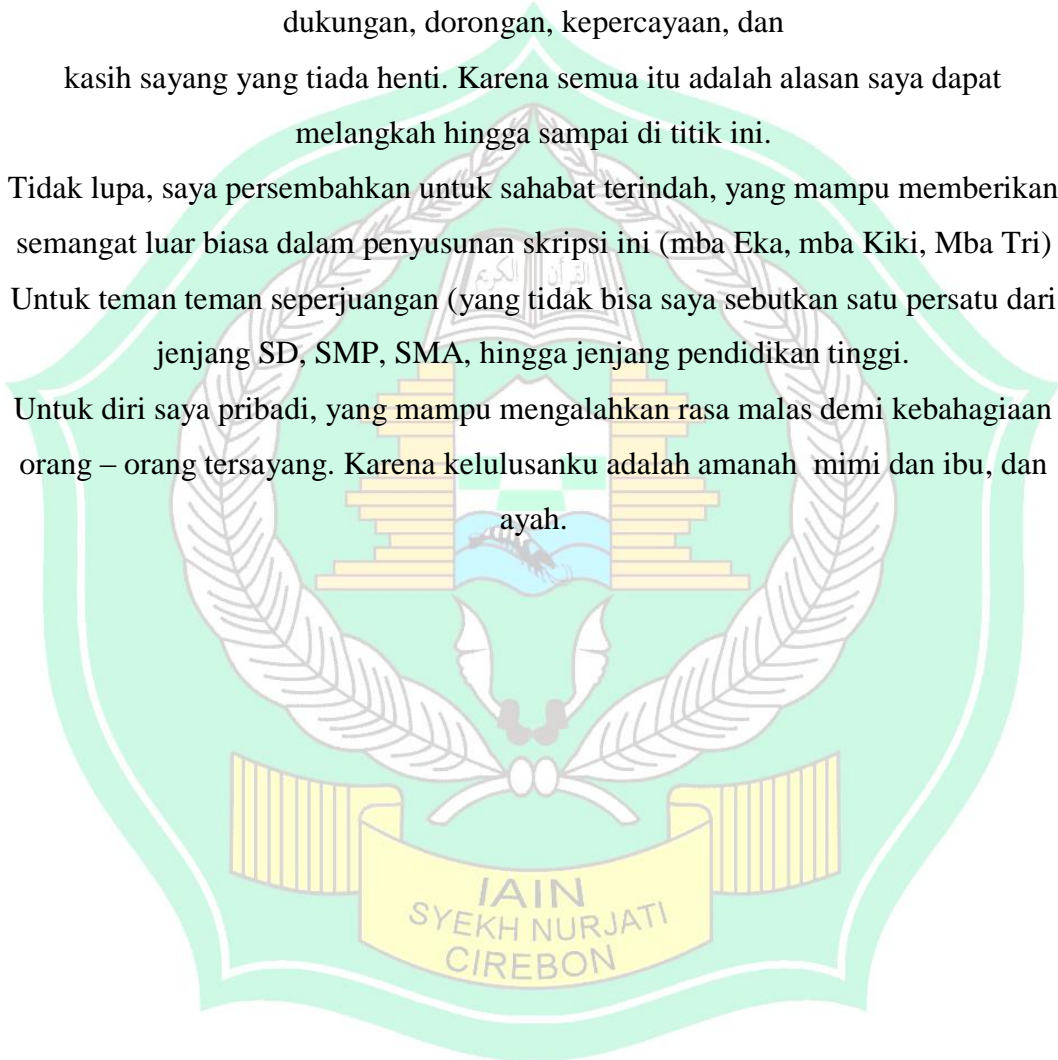 dukungan, dorongan, kepercayaan, dan
kasih sayang yang tiada henti. Karena semua itu adalah alasan saya dapat
melangkah hingga sampai di titik ini.
Tidak lupa, saya persembahkan untuk sahabat terindah, yang mampu memberikan
semangat luar biasa dalam penyusunan skripsi ini (mba Eka, mba Kiki, Mba Tri)
Untuk teman teman seperjuangan (yang tidak bisa saya sebutkan satu persatu dari
jenjang SD, SMP, SMA, hingga jenjang pendidikan tinggi.
Untuk diri saya pribadi, yang mampu mengalahkan rasa malas demi kebahagiaan
orang – orang tersayang. Karena kelulusanku adalah amanah  mimi dan ibu, dan
ayah.
القرآن الكريم
IAIN
SYEKH NURJATI
CIREBON